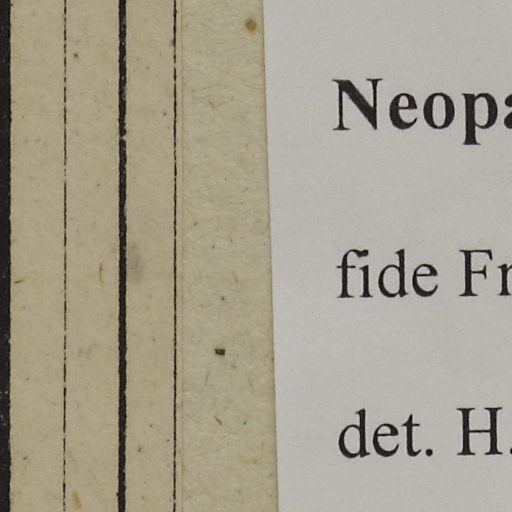 Neopa
fide Fr
det. H.